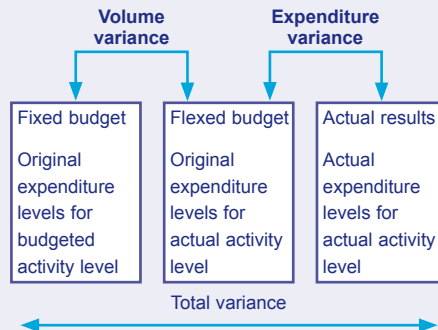 Volume
variance
Expenditure
variance
Fixed budget
Original
expenditure
levels for
budgeted
activity level
Flexed budget
Original
expenditure
levels for
actual activity
level
Actual results
Actual
expenditure
levels for
actual activity
level
Total variance